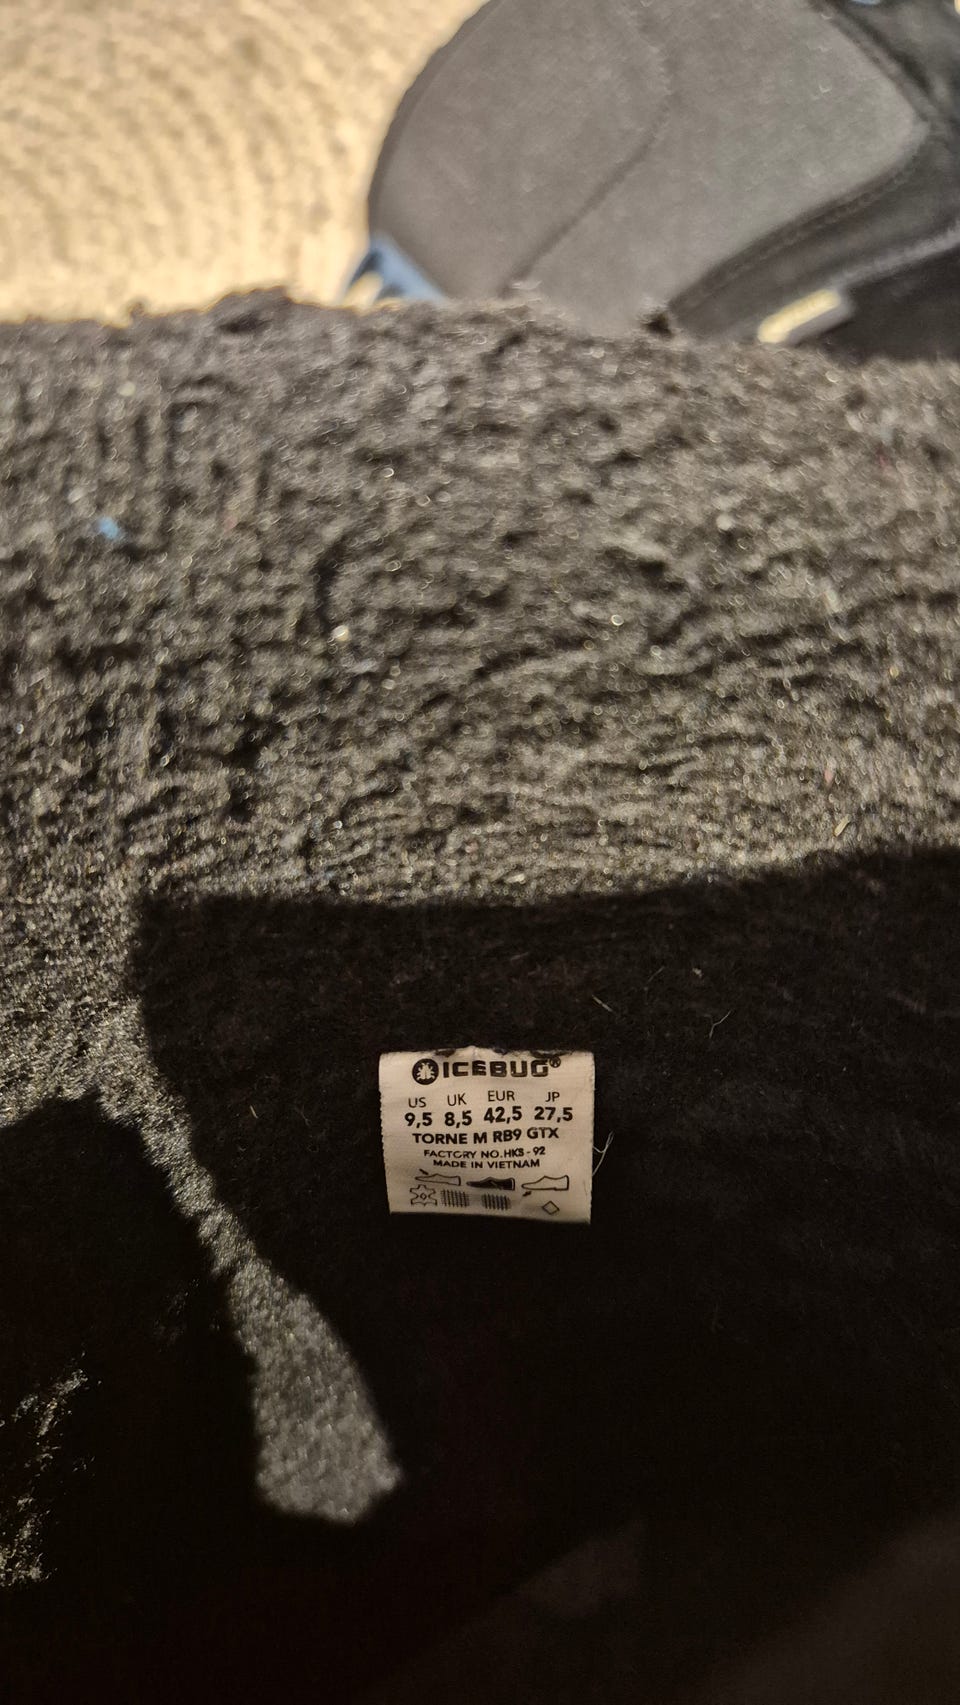 ICEBUG®
US UK EUR JP
9,5 8,5 42,5 27,5
TORNE M RB9 GTX
FACTORY NO.HKS-92
MADE IN VIETNAM